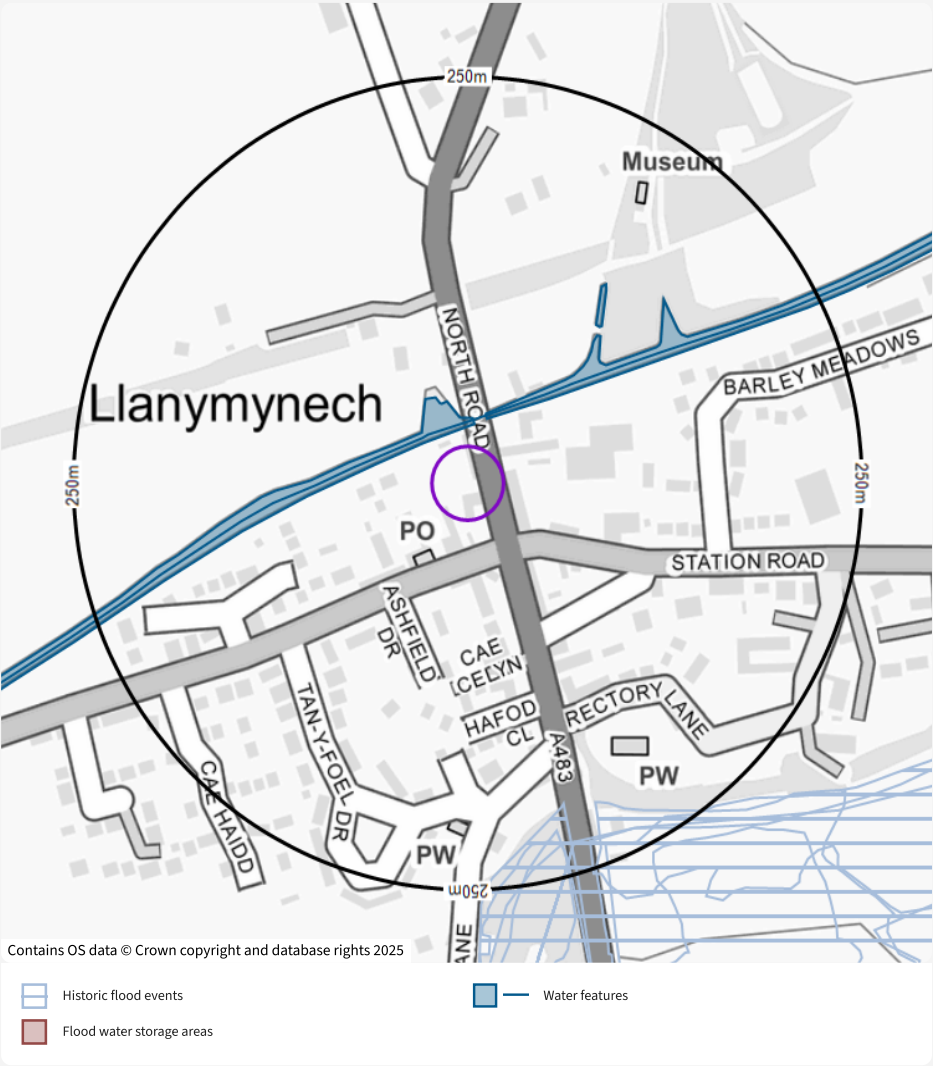 250m
Museum
NORTH ROAD
BARLEY MEADOWS
Llanymynech
250m
250m
PO
STATION ROAD
ASHFIELD
DR
CAE
CELYN
TAN-Y-FOEL DR
HAFOD
CL
RECTORY LANE
A483
PW
CAE HAIDD
PW
250m
ANE
Contains OS data © Crown copyright and database rights 2025
Historic flood events
Water features
Flood water storage areas